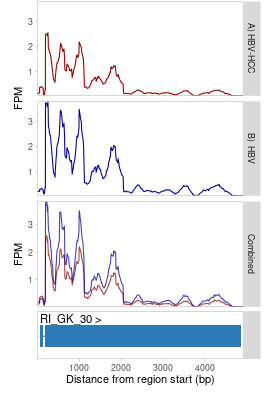 3
2
1
A) HBV-HCC
FPM
3
2
1
B) HBV
3
2
1
FPM
Combined
RI_GK_30 >
1000 2000 3000 4000
Distance from region start (bp)